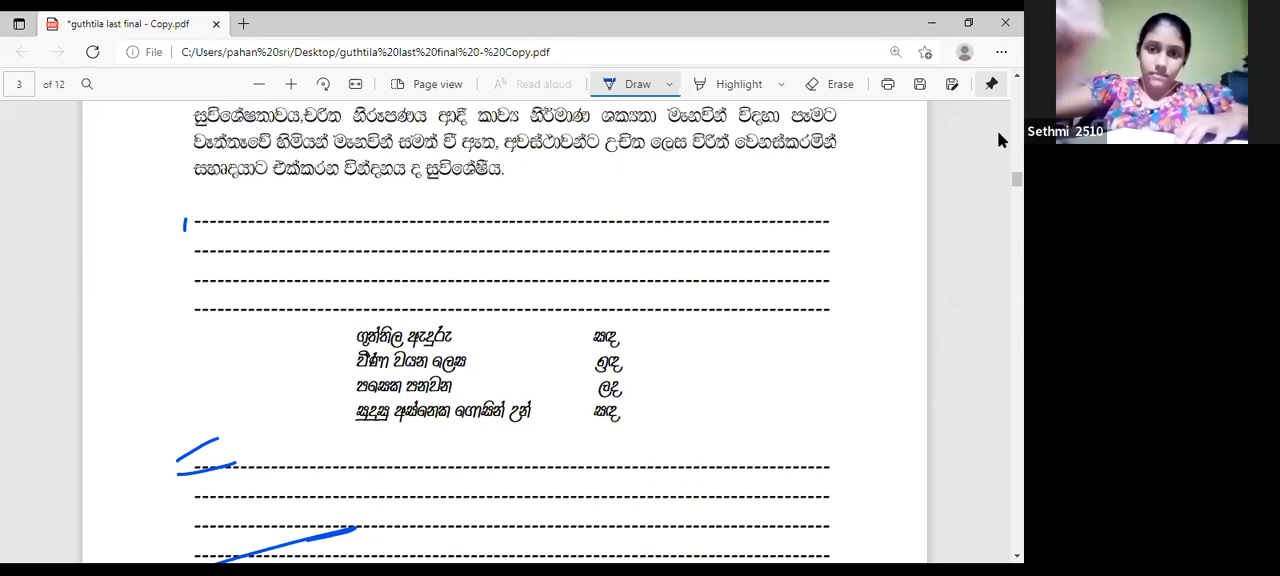 *guthtila last final - Copy.pdf
File C:/Users/pahan%20sri/Desktop/guthtila%20last%20final%20-%20Copy.pdf
3 of 12 Page view Read aloud Draw Highlight Erase
Sethmi 2510
සුවිශේෂතාවය,චරිත නිරූපණය ආදී කාව්‍ය නිර්මාණ ශක්‍යතා මැනවින් විදහා පෑමට
වෑත්තෑවේ හිමියන් මැනවින් සමත් වී ඇත, අවස්ථාවන්ට උචිත ලෙස විරිත් වෙනස්කරමින්
සහෘදයාට එක්කරන වින්දනය ද සුවිශේෂීය.
ගුත්තිල ඇදුරු සඳ,
වීණා වයන ලෙස ඉඳ,
පසෙක පනවන ලද,
සුදුසු අස්නෙක ගොසින් උන් සඳ,